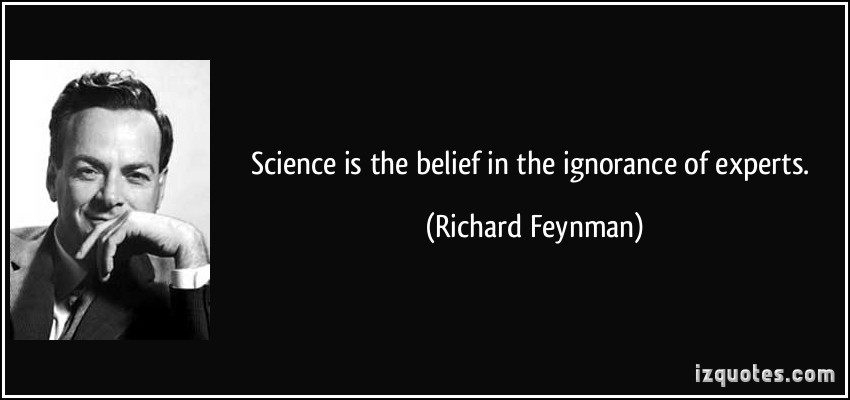 Science is the belief in the ignorance of experts.
(Richard Feynman)
izquotes.com